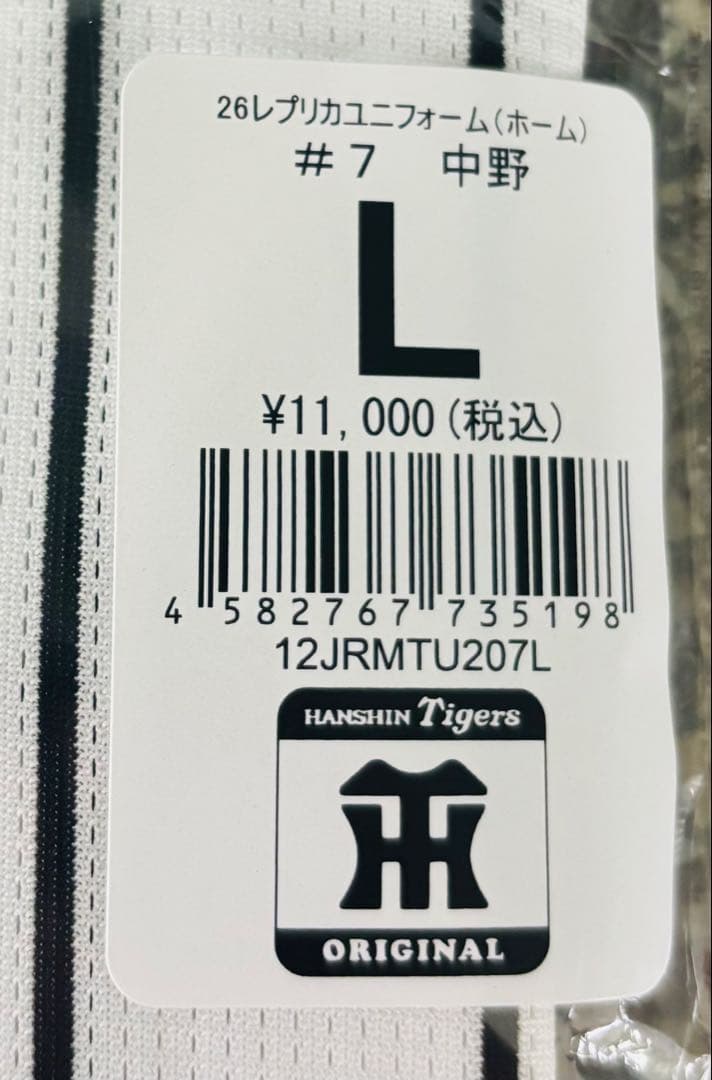 26レプリカユニフォーム(ホーム)
#7 中野
L
¥11,000(税込)
4 582767 735198
12JRMTU207L
HANSHIN Tigers
TH
ORIGINAL